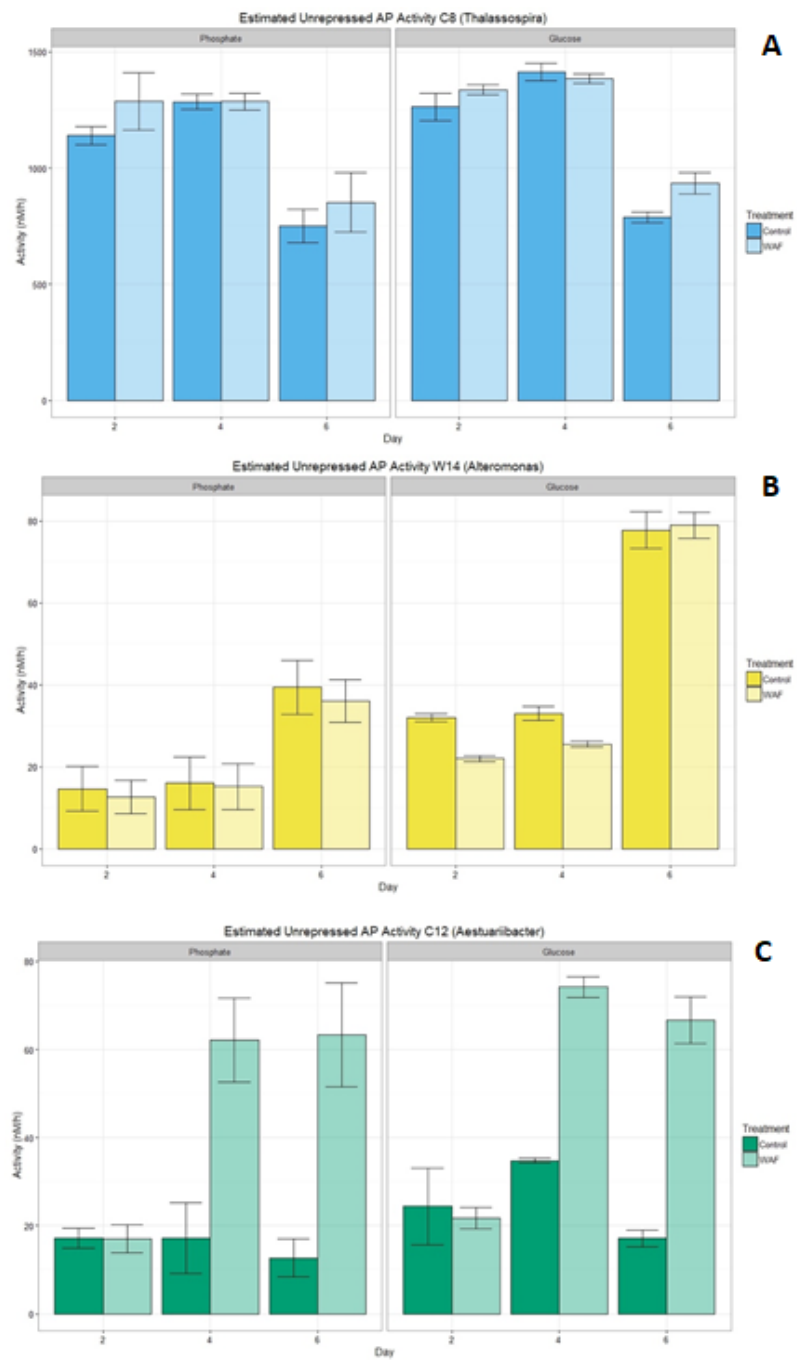 Estimated Unrepressed AP Activity C8 (Thalassospira)
A
Phosphate
Glucose
1500
1000
500
0
Activity (nM/h)
2
4
6
2
4
6
Day
Treatment
Control
WAF
Estimated Unrepressed AP Activity W14 (Alteromonas)
B
Phosphate
Glucose
80
60
40
20
0
Activity (nM/h)
2
4
6
2
4
6
Day
Treatment
Control
WAF
Estimated Unrepressed AP Activity C12 (Aestuariibacter)
C
Phosphate
Glucose
80
60
40
20
0
Activity (nM/h)
2
4
6
2
4
6
Day
Treatment
Control
WAF